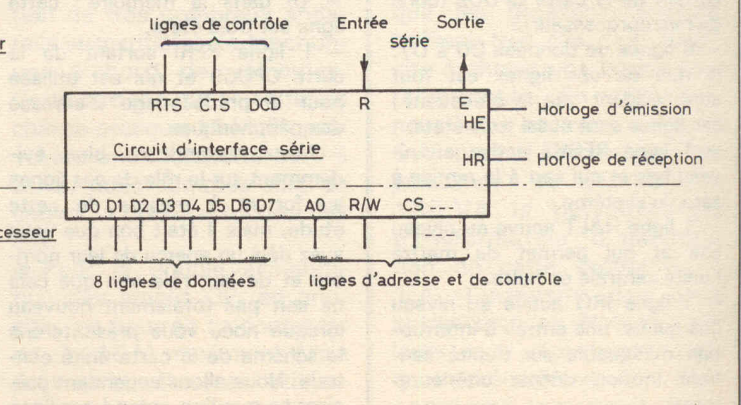 lignes de contrôle
Entrée
Sortie
série
RTS CTS DCD
R
E
HE
Horloge d'émission
Circuit d'interface série
HR
Horloge de réception
D0 D1 D2 D3 D4 D5 D6 D7 A0 R/W CS
8 lignes de données
lignes d'adresse et de contrôle